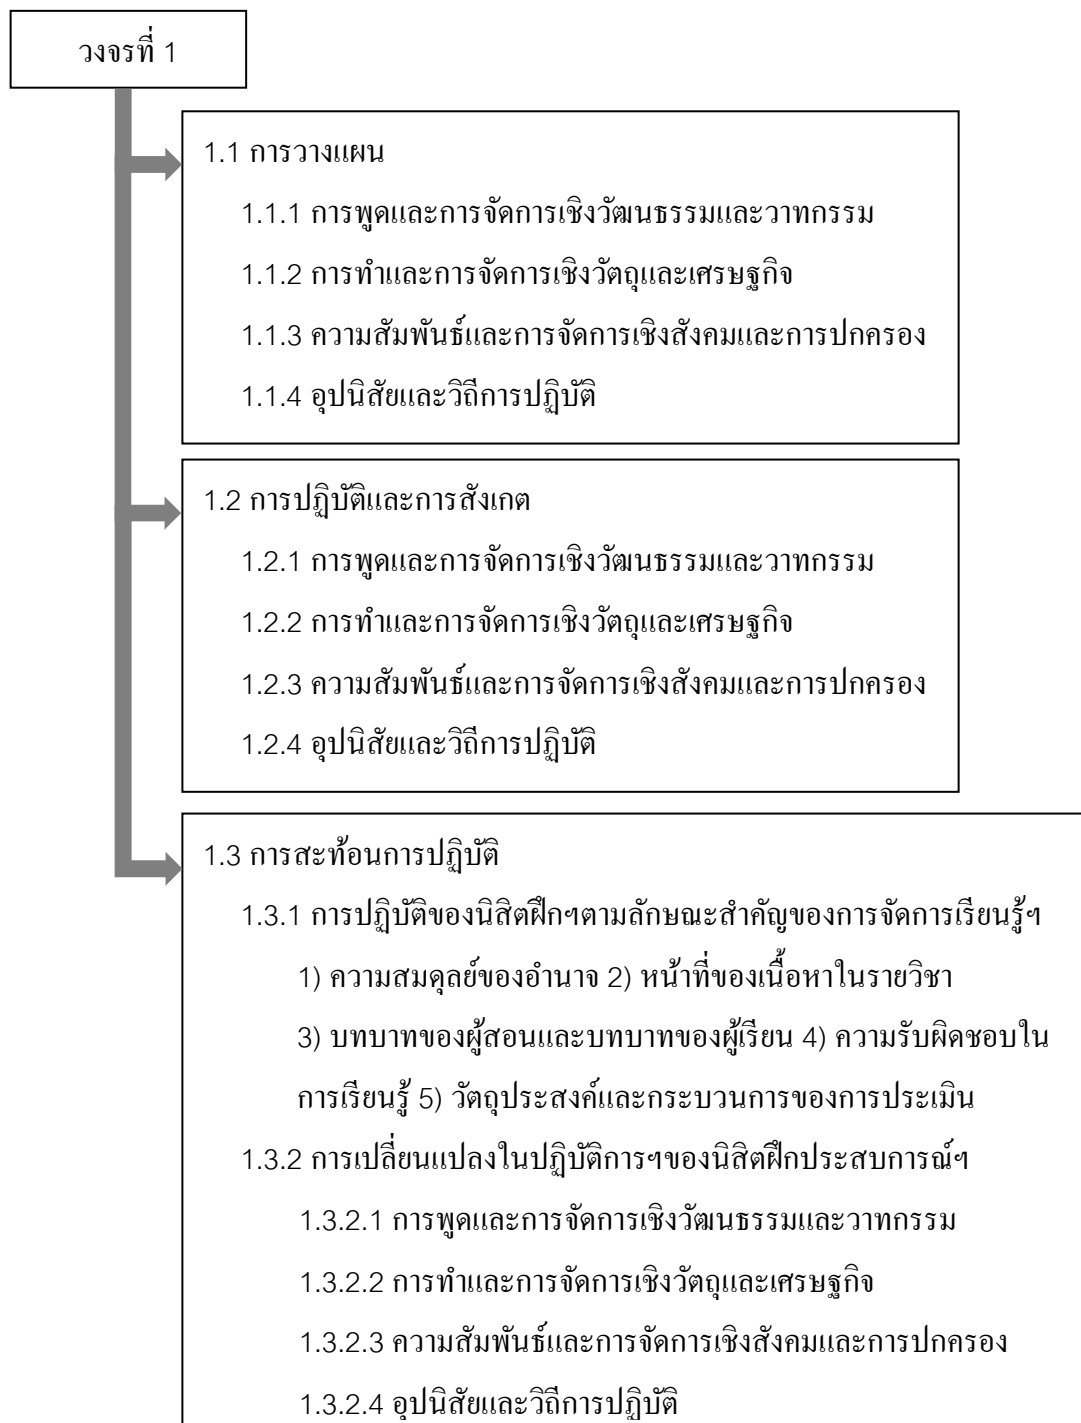 วงจรที่ 1
1.1 การวางแผน
1.1.1 การพูดและการจัดการเชิงวัฒนธรรมและวาทกรรม
1.1.2 การทำและการจัดการเชิงวัตถุและเศรษฐกิจ
1.1.3 ความสัมพันธ์และการจัดการเชิงสังคมและการปกครอง
1.1.4 อุปนิสัยและวิถีการปฏิบัติ
1.2 การปฏิบัติและการสังเกต
1.2.1 การพูดและการจัดการเชิงวัฒนธรรมและวาทกรรม
1.2.2 การทำและการจัดการเชิงวัตถุและเศรษฐกิจ
1.2.3 ความสัมพันธ์และการจัดการเชิงสังคมและการปกครอง
1.2.4 อุปนิสัยและวิถีการปฏิบัติ
1.3 การสะท้อนการปฏิบัติ
1.3.1 การปฏิบัติของนิสิตฝึกฯตามลักษณะสำคัญของการจัดการเรียนรู้ฯ
1) ความสมดุลย์ของอำนาจ 2) หน้าที่ของเนื้อหาในรายวิชา
3) บทบาทของผู้สอนและบทบาทของผู้เรียน 4) ความรับผิดชอบใน
การเรียนรู้ 5) วัตถุประสงค์และกระบวนการของการประเมิน
1.3.2 การเปลี่ยนแปลงในปฏิบัติการฯของนิสิตฝึกประสบการณ์ฯ
1.3.2.1 การพูดและการจัดการเชิงวัฒนธรรมและวาทกรรม
1.3.2.2 การทำและการจัดการเชิงวัตถุและเศรษฐกิจ
1.3.2.3 ความสัมพันธ์และการจัดการเชิงสังคมและการปกครอง
1.3.2.4 อุปนิสัยและวิถีการปฏิบัติ